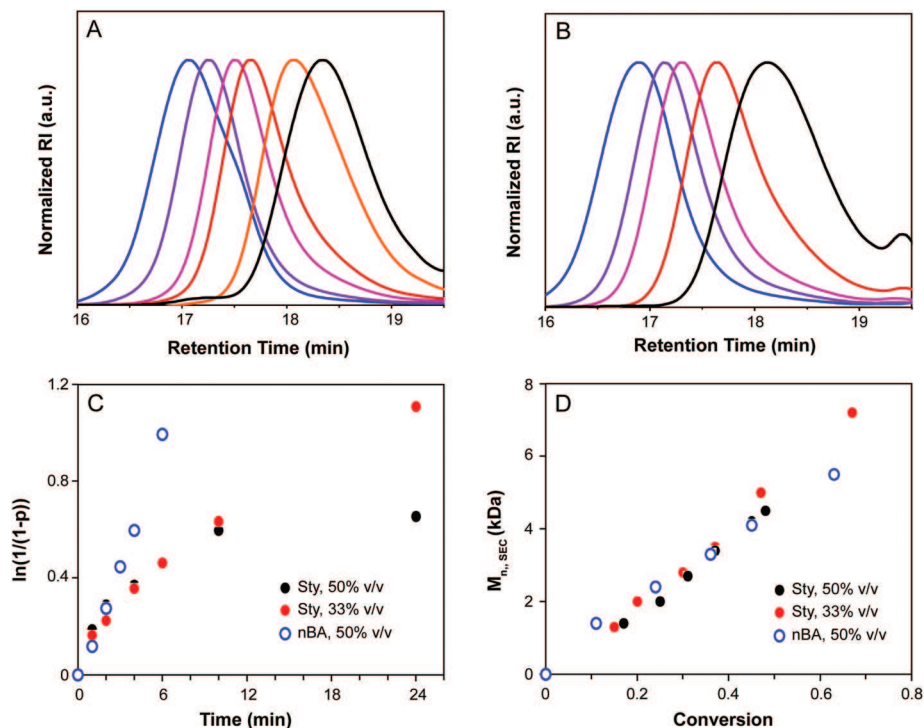 A
Normalized RI (a.u.)
16
17
18
19
Retention Time (min)
B
Normalized RI (a.u.)
16
17
18
19
Retention Time (min)
C
ln(1/(1-p))
1.2
0.8
0.4
0
0
6
12
18
24
Time (min)
Sty, 50% v/v
Sty, 33% v/v
nBA, 50% v/v
D
Mn,, SEC (kDa)
8
6
4
2
0
0
0.2
0.4
0.6
0.8
Conversion
Sty, 50% v/v
Sty, 33% v/v
nBA, 50% v/v